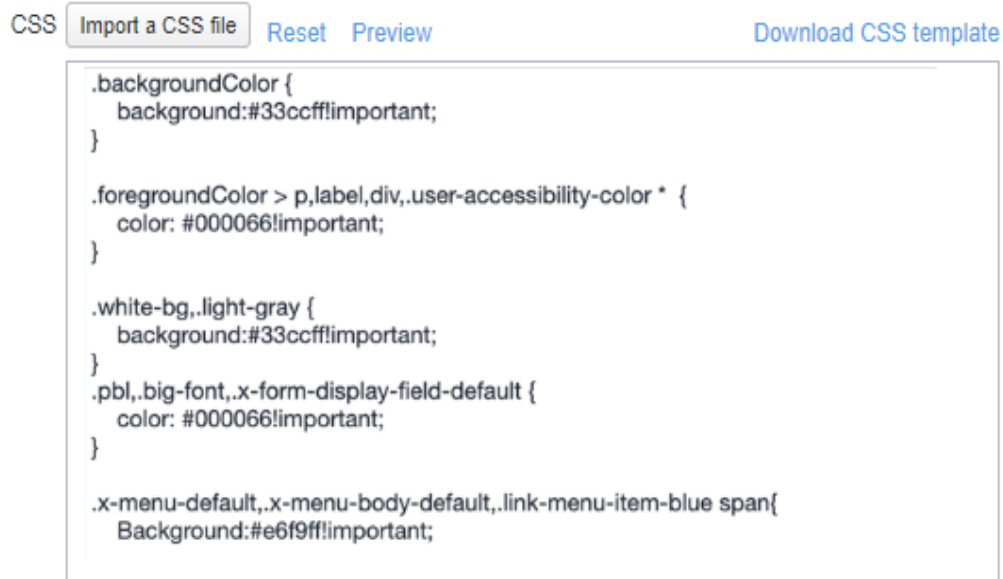 CSS Import a CSS file Reset Preview Download CSS template
.backgroundColor {
background:#33ccff!important;
}
.foregroundColor > p,label,div,.user-accessibility-color * {
color: #000066!important;
}
.white-bg,.light-gray {
background:#33ccff!important;
}
.pbl,.big-font,.x-form-display-field-default {
color: #000066!important;
}
.x-menu-default,.x-menu-body-default,.link-menu-item-blue span{
Background:#e6f9ff!important;